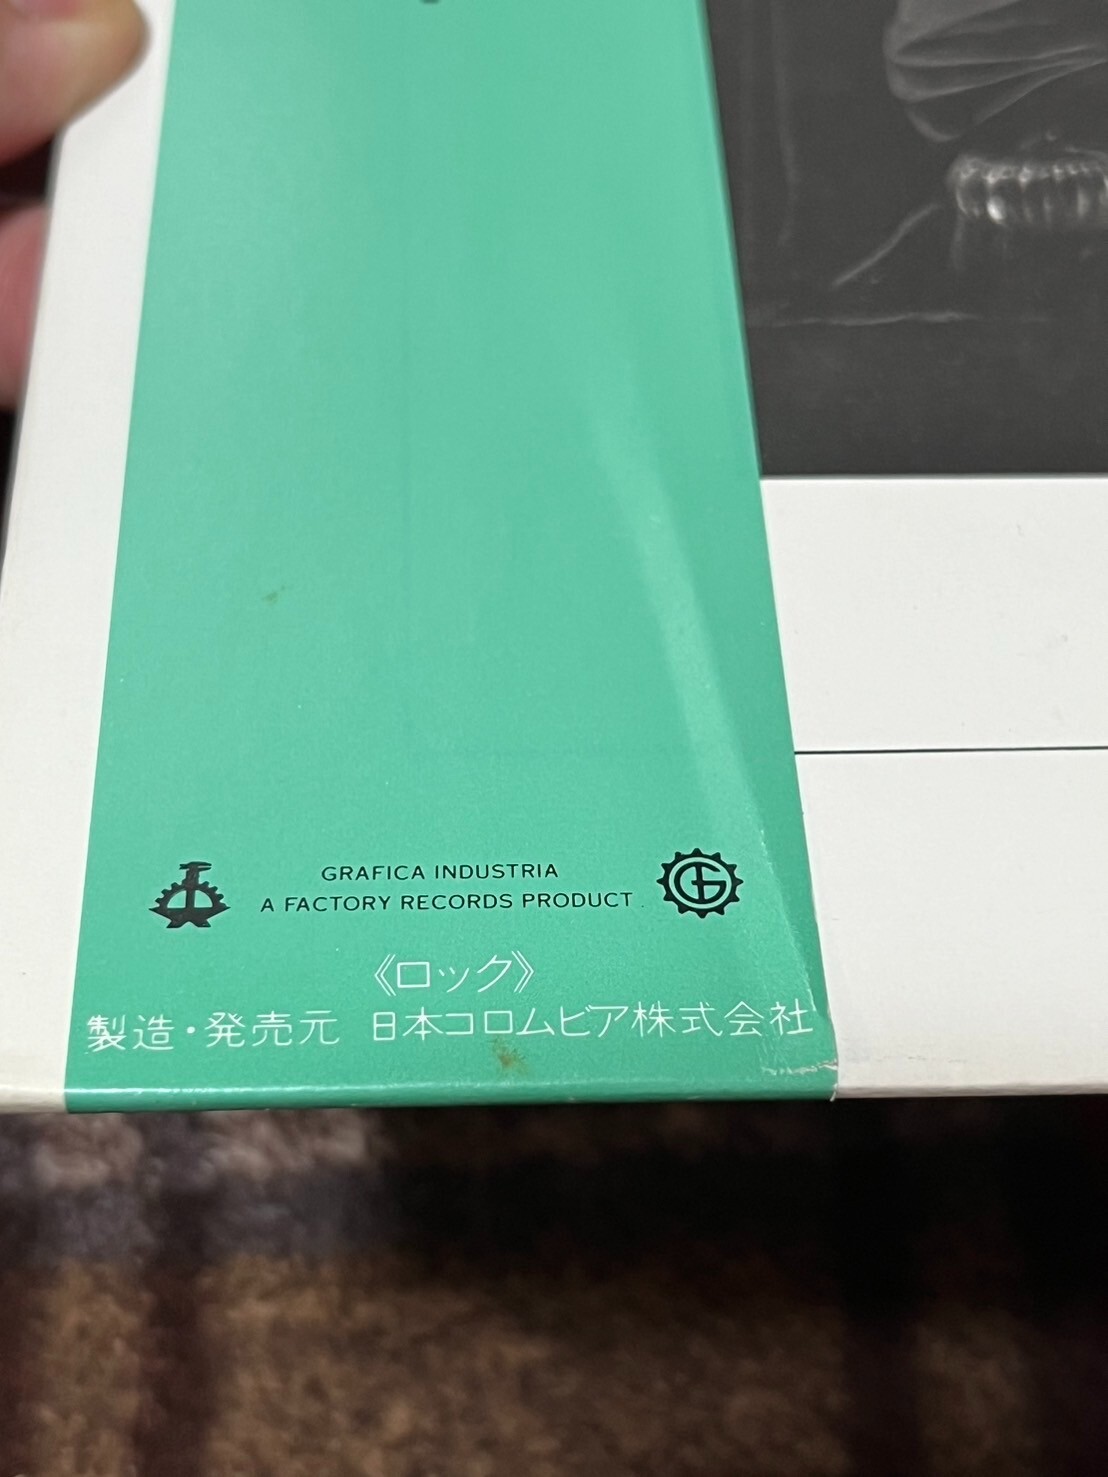 GRAFICA INDUSTRIA
A FACTORY RECORDS PRODUCT .
《ロック》
製造・発売元 日本コロムビア株式会社